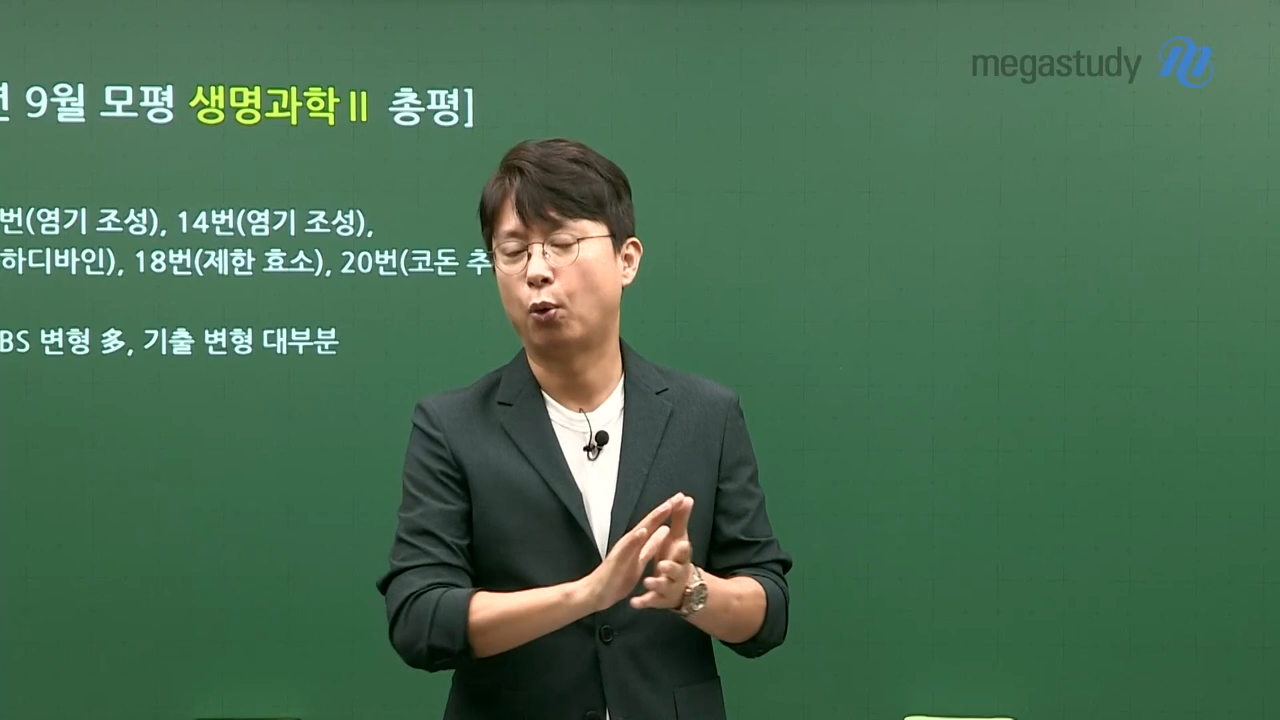 megastudy
9월 모평 생명과학Ⅱ 총평]
번(염기 조성), 14번(염기 조성),
하디바인), 18번(제한 효소), 20번(코돈 추
BS 변형 多, 기출 변형 대부분